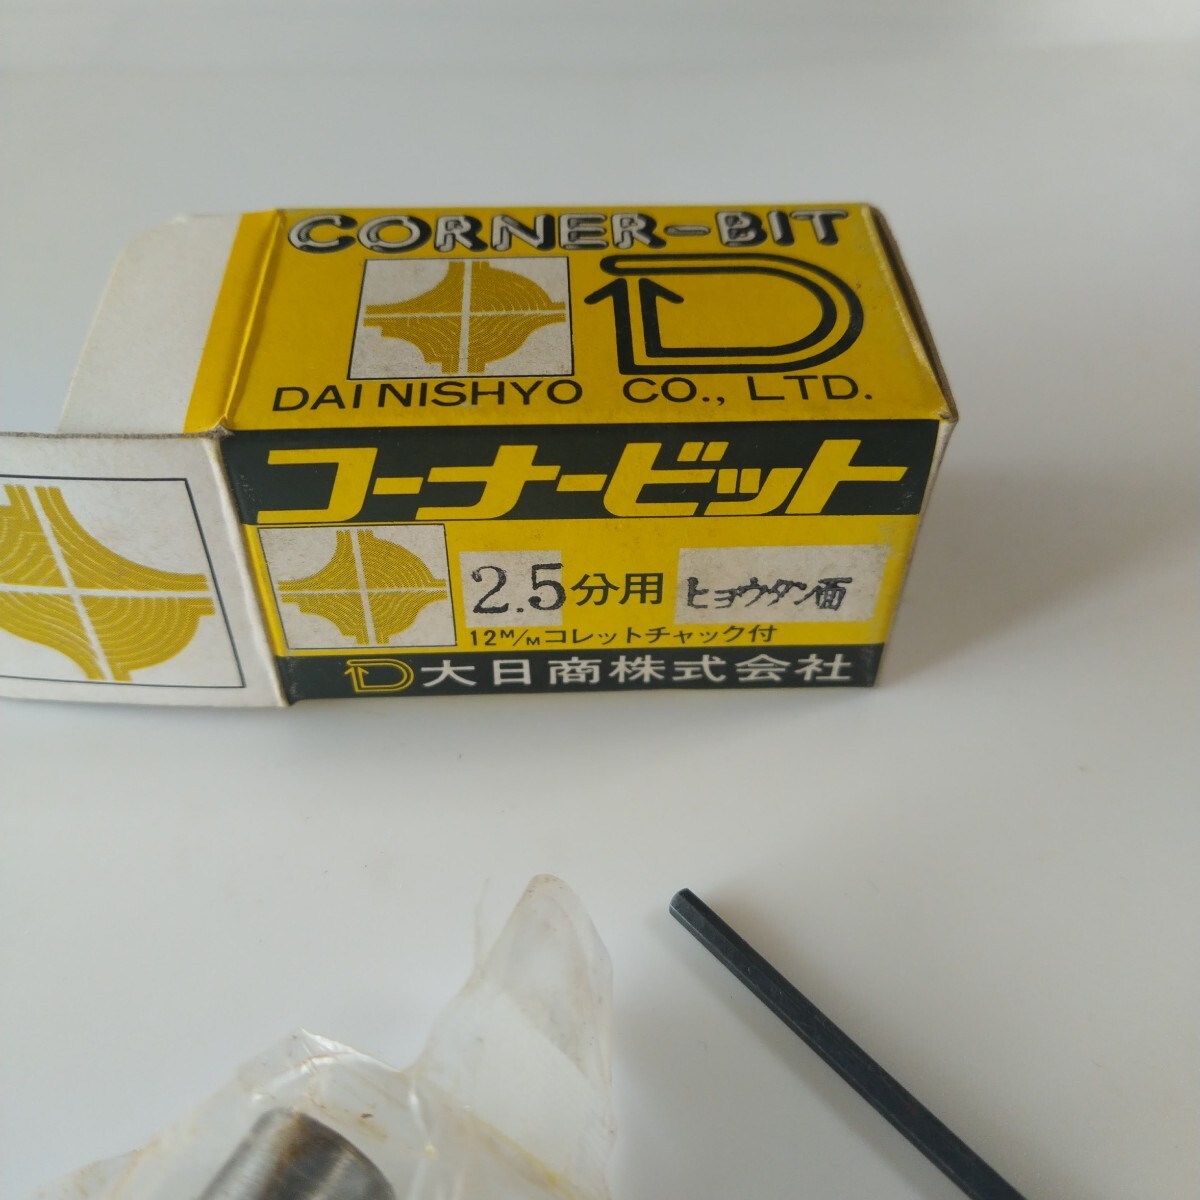 CORNER-BIT
DAI NISHYO CO., LTD.
コーナービット
2.5分用 ヒョウタン面
12M/Mコレットチャック付
大日商株式会社